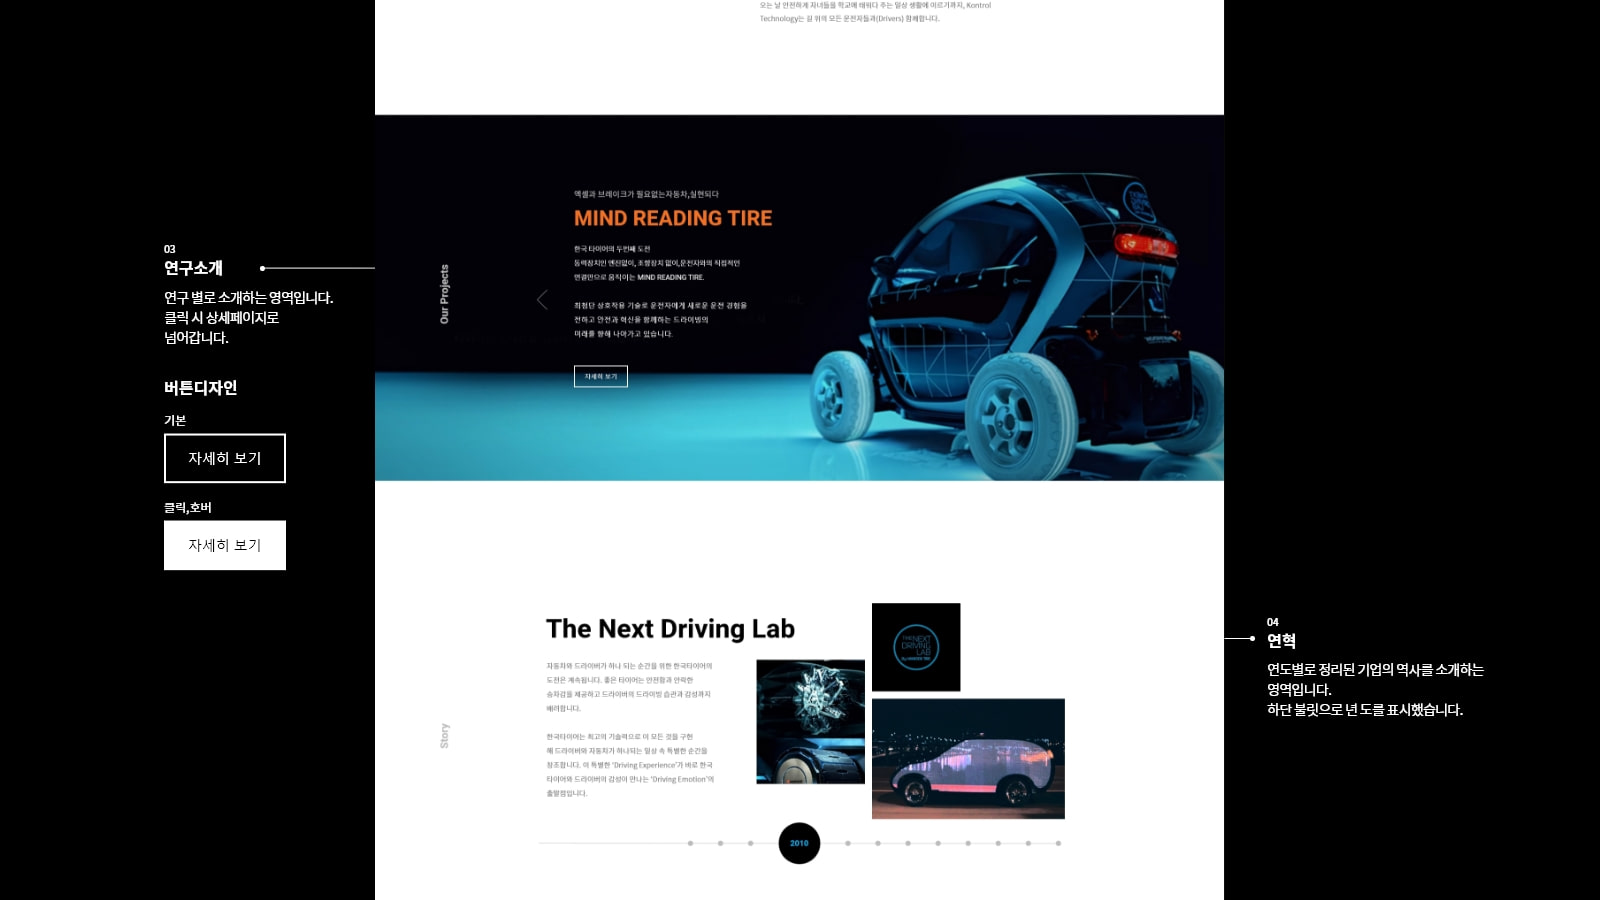 오는 날 안전하게 자녀들을 학교에 태워다 주는 일상 생활에 이르기까지, Kontrol
Technology는 길 위의 모든 운전자들과(Drivers) 함께합니다.
03
연구소개
연구 별로 소개하는 영역입니다.
클릭 시 상세페이지로
넘어갑니다.
버튼디자인
기본
자세히 보기
클릭,호버
자세히 보기
Our Projects
엑셀과 브레이크가 필요없는자동차,실현되다
MIND READING TIRE
한국 타이어의 두번째 도전
동력장치인 엔진없이, 조향장치 없이,운전자와의 직접적인
연결만으로 움직이는 MIND READING TIRE.
최첨단 상호작용 기술로 운전자에게 새로운 운전 경험을
전하고 안전과 혁신을 함께하는 드라이빙의
미래를 향해 나아가고 있습니다.
자세히 보기
Story
The Next Driving Lab
자동차와 드라이버가 하나 되는 순간을 위한 한국타이어의
도전은 계속됩니다. 좋은 타이어는 안전함과 안락한
승차감을 제공하고 드라이버의 드라이빙 습관과 감성까지
배려합니다.
한국타이어는 최고의 기술력으로 이 모든 것을 구현
해 드라이버와 자동차가 하나되는 일상 속 특별한 순간을
창조합니다. 이 특별한 'Driving Experience'가 바로 한국
타이어와 드라이버의 감성이 만나는 'Driving Emotion'의
출발점입니다.
THE NEXT
DRIVING
LAB
2010
04
연혁
연도별로 정리된 기업의 역사를 소개하는
영역입니다.
하단 불릿으로 년 도를 표시했습니다.